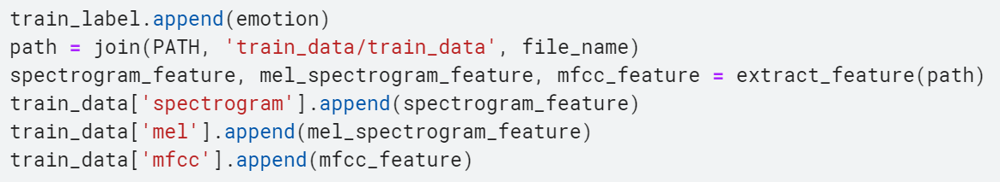 train_label.append(emotion)
path = join(PATH, 'train_data/train_data', file_name)
spectrogram_feature, mel_spectrogram_feature, mfcc_feature = extract_feature(path)
train_data['spectrogram'].append(spectrogram_feature)
train_data['mel'].append(mel_spectrogram_feature)
train_data['mfcc'].append(mfcc_feature)